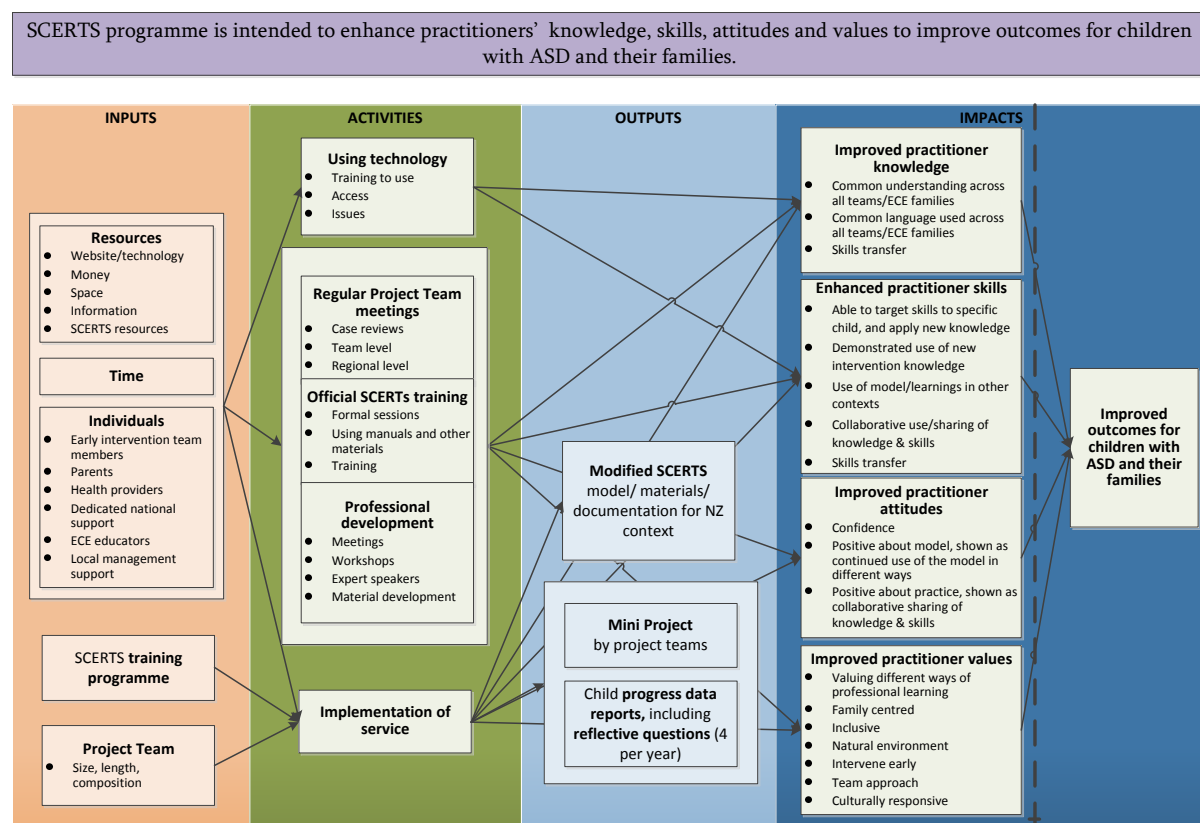 SCERTS programme is intended to enhance practitioners’ knowledge, skills, attitudes and values to improve outcomes for children
with ASD and their families.
INPUTS
Resources
● Website/technology
● Money
● Space
● Information
● SCERTS resources
Time
Individuals
● Early intervention team
members
● Parents
● Health providers
● Dedicated national
support
● ECE educators
● Local management
support
SCERTS training
programme
Project Team
● Size, length,
composition
ACTIVITIES
Using technology
● Training to use
● Access
● Issues
Regular Project Team
meetings
● Case reviews
● Team level
● Regional level
Official SCERTs training
● Formal sessions
● Using manuals and other
materials
● Training
Professional
development
● Meetings
● Workshops
● Expert speakers
● Material development
Implementation of
service
OUTPUTS
Modified SCERTS
model/ materials/
documentation for NZ
context
Mini Project
by project teams
Child progress data
reports, including
reflective questions (4
per year)
IMPACTS
Improved practitioner
knowledge
● Common understanding across
all teams/ECE families
● Common language used across
all teams/ECE families
● Skills transfer
Enhanced practitioner skills
● Able to target skills to specific
child, and apply new knowledge
● Demonstrated use of new
intervention knowledge
● Use of model/learnings in other
contexts
● Collaborative use/sharing of
knowledge & skills
● Skills transfer
Improved practitioner
attitudes
● Confidence
● Positive about model, shown as
continued use of the model in
different ways
● Positive about practice, shown as
collaborative sharing of
knowledge & skills
Improved practitioner values
● Valuing different ways of
professional learning
● Family centred
● Inclusive
● Natural environment
● Intervene early
● Team approach
● Culturally responsive
Improved
outcomes for
children with
ASD and their
families